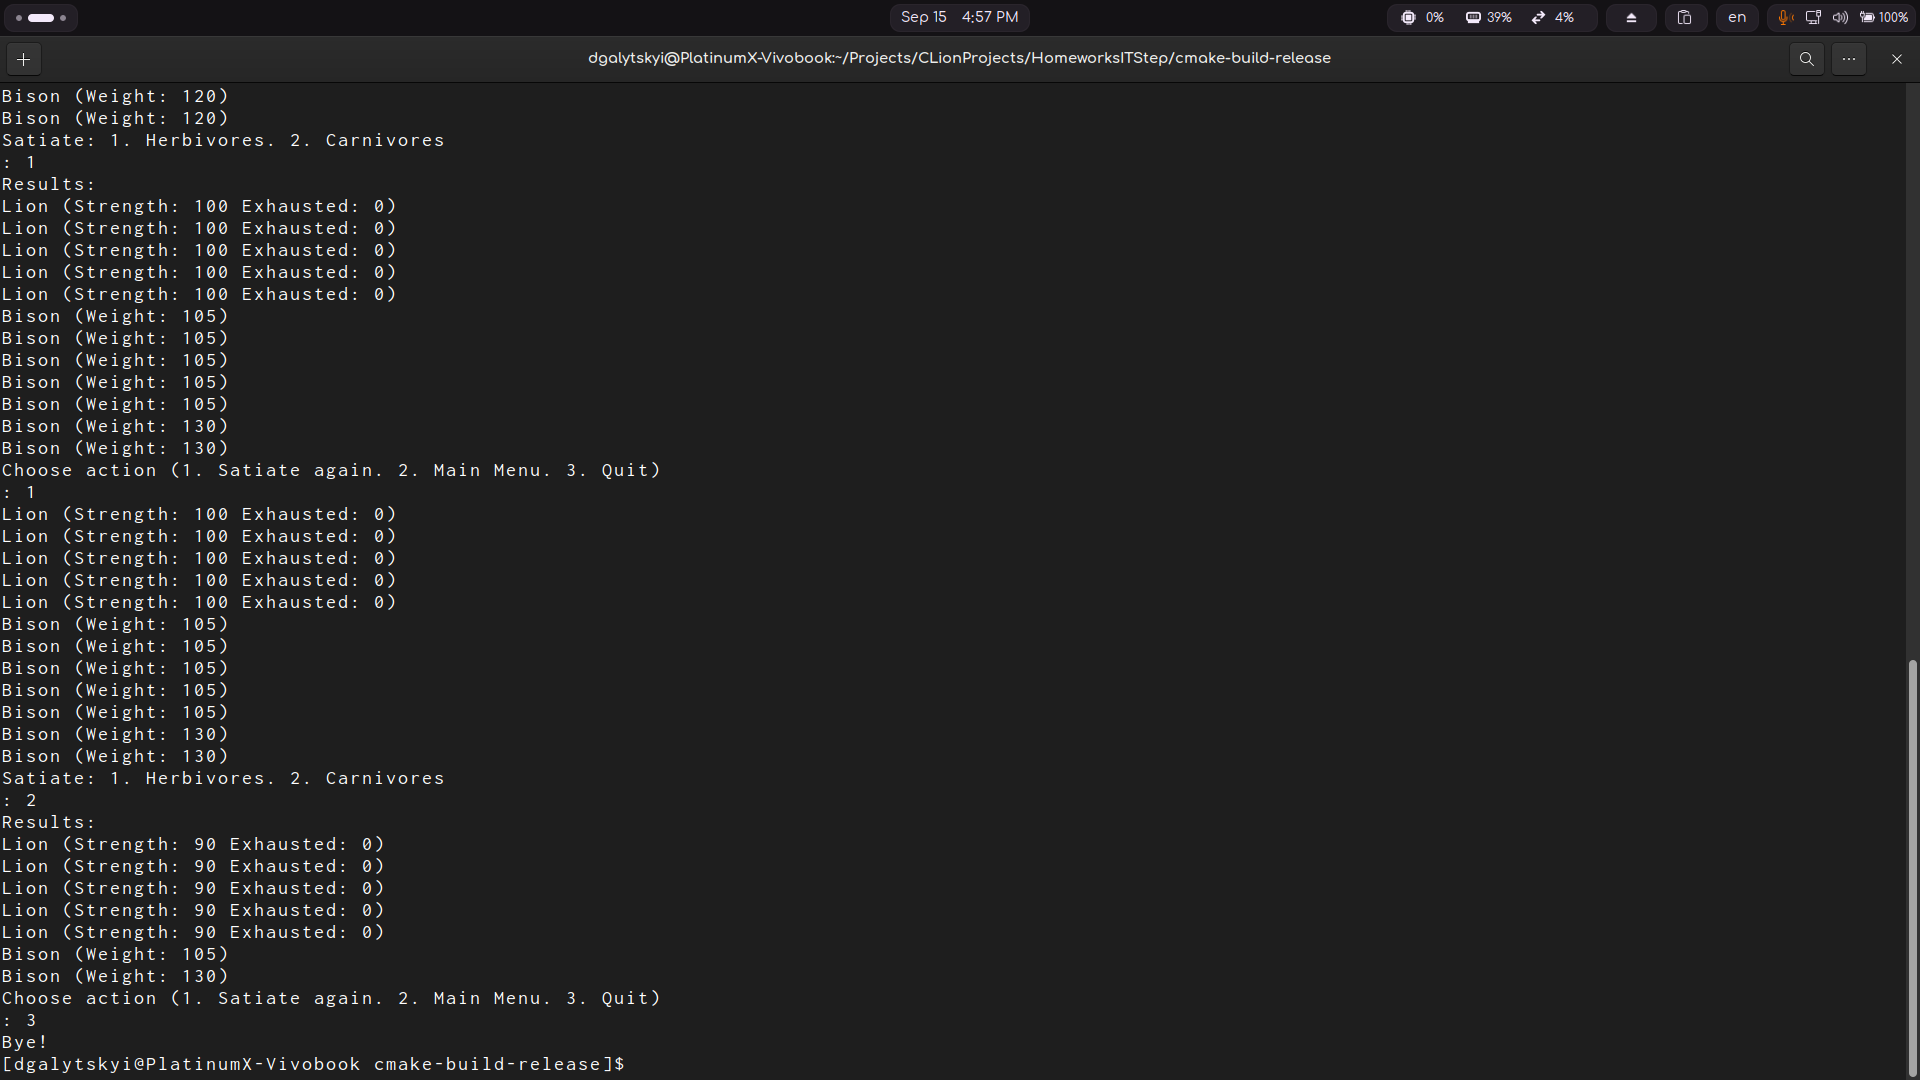 Sep 15 4:57 PM
0% 39% 4% en 100%
dgalytskyi@PlatinumX-Vivobook:~/Projects/CLionProjects/HomeworksITStep/cmake-build-release
Bison (Weight: 120)
Bison (Weight: 120)
Satiate: 1. Herbivores. 2. Carnivores
: 1
Results:
Lion (Strength: 100 Exhausted: 0)
Lion (Strength: 100 Exhausted: 0)
Lion (Strength: 100 Exhausted: 0)
Lion (Strength: 100 Exhausted: 0)
Lion (Strength: 100 Exhausted: 0)
Bison (Weight: 105)
Bison (Weight: 105)
Bison (Weight: 105)
Bison (Weight: 105)
Bison (Weight: 105)
Bison (Weight: 130)
Bison (Weight: 130)
Choose action (1. Satiate again. 2. Main Menu. 3. Quit)
: 1
Lion (Strength: 100 Exhausted: 0)
Lion (Strength: 100 Exhausted: 0)
Lion (Strength: 100 Exhausted: 0)
Lion (Strength: 100 Exhausted: 0)
Lion (Strength: 100 Exhausted: 0)
Bison (Weight: 105)
Bison (Weight: 105)
Bison (Weight: 105)
Bison (Weight: 105)
Bison (Weight: 105)
Bison (Weight: 130)
Bison (Weight: 130)
Satiate: 1. Herbivores. 2. Carnivores
: 2
Results:
Lion (Strength: 90 Exhausted: 0)
Lion (Strength: 90 Exhausted: 0)
Lion (Strength: 90 Exhausted: 0)
Lion (Strength: 90 Exhausted: 0)
Lion (Strength: 90 Exhausted: 0)
Bison (Weight: 105)
Bison (Weight: 130)
Choose action (1. Satiate again. 2. Main Menu. 3. Quit)
: 3
Bye!
[dgalytskyi@PlatinumX-Vivobook cmake-build-release]$